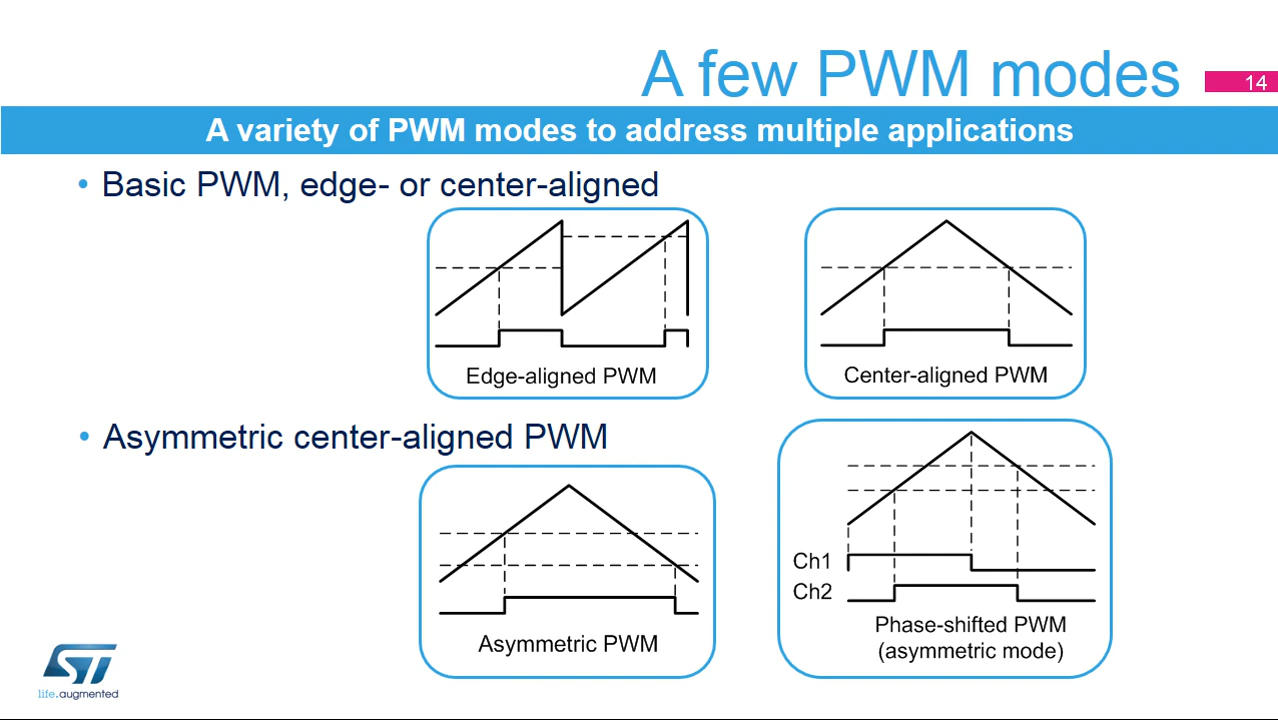 A few PWM modes
14
A variety of PWM modes to address multiple applications
• Basic PWM, edge- or center-aligned
Edge-aligned PWM
Center-aligned PWM
• Asymmetric center-aligned PWM
Asymmetric PWM
Ch1
Ch2
Phase-shifted PWM
(asymmetric mode)
ST
life.augmented